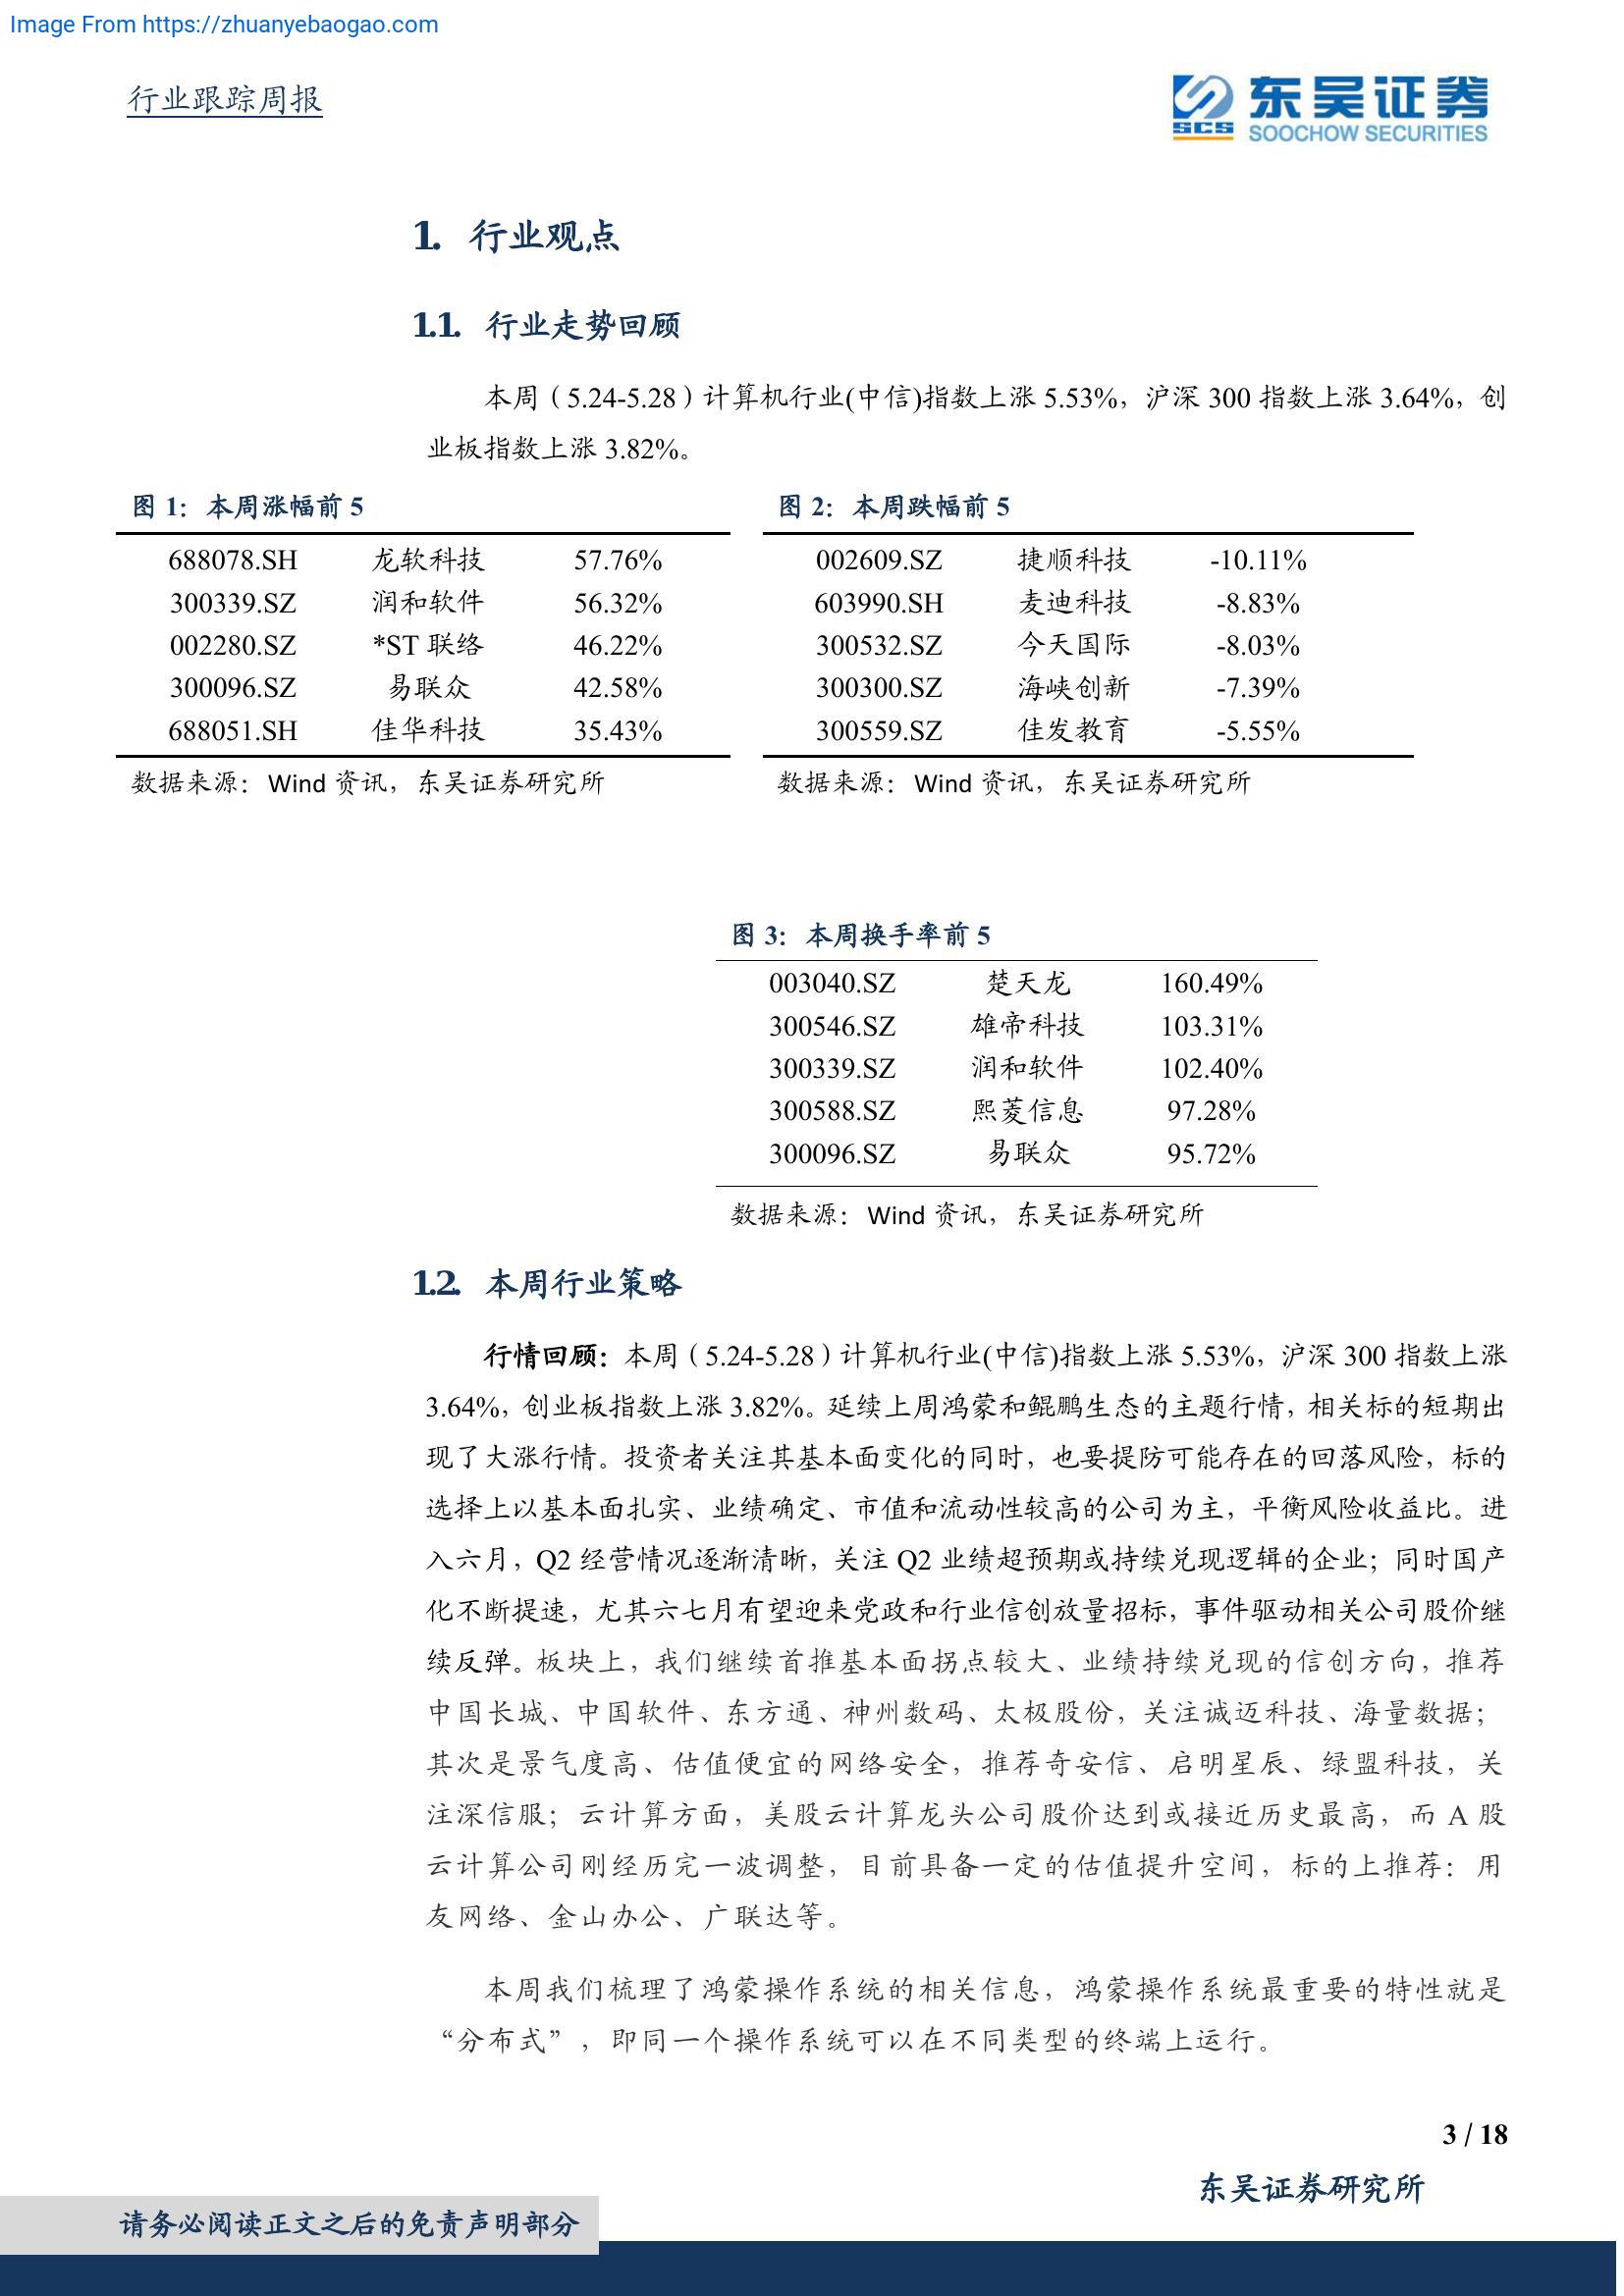 Image From https://zhuanyebaogao.com
行业跟踪周报
东吴证券
SCS
SOOCHOW SECURITIES
1. 行业观点
1.1. 行业走势回顾
本周（5.24-5.28）计算机行业(中信)指数上涨 5.53%，沪深 300 指数上涨 3.64%，创
业板指数上涨 3.82%。
图 1：本周涨幅前 5
688078.SH 龙软科技 57.76%
300339.SZ 润和软件 56.32%
002280.SZ *ST 联络 46.22%
300096.SZ 易联众 42.58%
688051.SH 佳华科技 35.43%
数据来源：Wind 资讯，东吴证券研究所
图 2：本周跌幅前 5
002609.SZ 捷顺科技 -10.11%
603990.SH 麦迪科技 -8.83%
300532.SZ 今天国际 -8.03%
300300.SZ 海峡创新 -7.39%
300559.SZ 佳发教育 -5.55%
数据来源：Wind 资讯，东吴证券研究所
图 3：本周换手率前 5
003040.SZ 楚天龙 160.49%
300546.SZ 雄帝科技 103.31%
300339.SZ 润和软件 102.40%
300588.SZ 熙菱信息 97.28%
300096.SZ 易联众 95.72%
数据来源：Wind 资讯，东吴证券研究所
1.2. 本周行业策略
行情回顾：本周（5.24-5.28）计算机行业(中信)指数上涨 5.53%，沪深 300 指数上涨
3.64%，创业板指数上涨 3.82%。延续上周鸿蒙和鲲鹏生态的主题行情，相关标的短期出
现了大涨行情。投资者关注其基本面变化的同时，也要提防可能存在的回落风险，标的
选择上以基本面扎实、业绩确定、市值和流动性较高的公司为主，平衡风险收益比。进
入六月，Q2 经营情况逐渐清晰，关注 Q2 业绩超预期或持续兑现逻辑的企业；同时国产
化不断提速，尤其六七月有望迎来党政和行业信创放量招标，事件驱动相关公司股价继
续反弹。板块上，我们继续首推基本面拐点较大、业绩持续兑现的信创方向，推荐
中国长城、中国软件、东方通、神州数码、太极股份，关注诚迈科技、海量数据；
其次是景气度高、估值便宜的网络安全，推荐奇安信、启明星辰、绿盟科技，关
注深信服；云计算方面，美股云计算龙头公司股价达到或接近历史最高，而 A 股
云计算公司刚经历完一波调整，目前具备一定的估值提升空间，标的上推荐：用
友网络、金山办公、广联达等。
本周我们梳理了鸿蒙操作系统的相关信息，鸿蒙操作系统最重要的特性就是
“分布式”，即同一个操作系统可以在不同类型的终端上运行。
3 / 18
东吴证券研究所
请务必阅读正文之后的免责声明部分